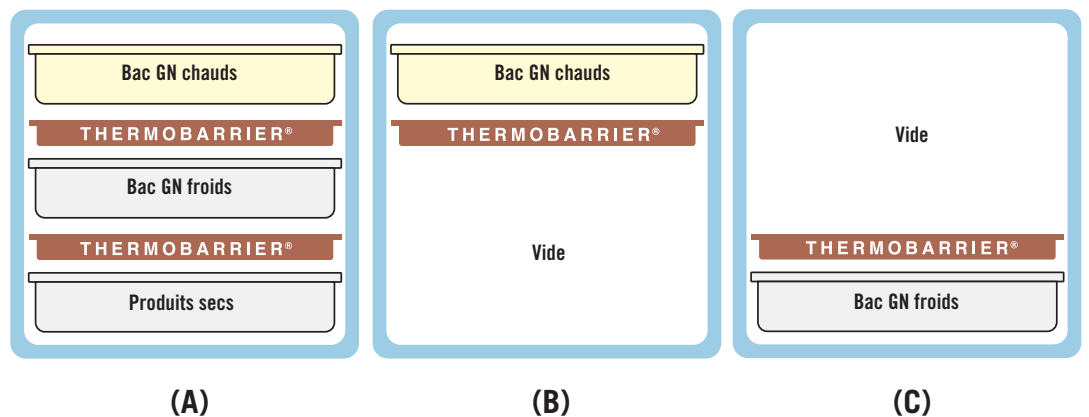 Bac GN chauds
THERMOBARRIER®
Bac GN froids
THERMOBARRIER®
Produits secs
(A)
Bac GN chauds
THERMOBARRIER®
Vide
(B)
Vide
THERMOBARRIER®
Bac GN froids
(C)